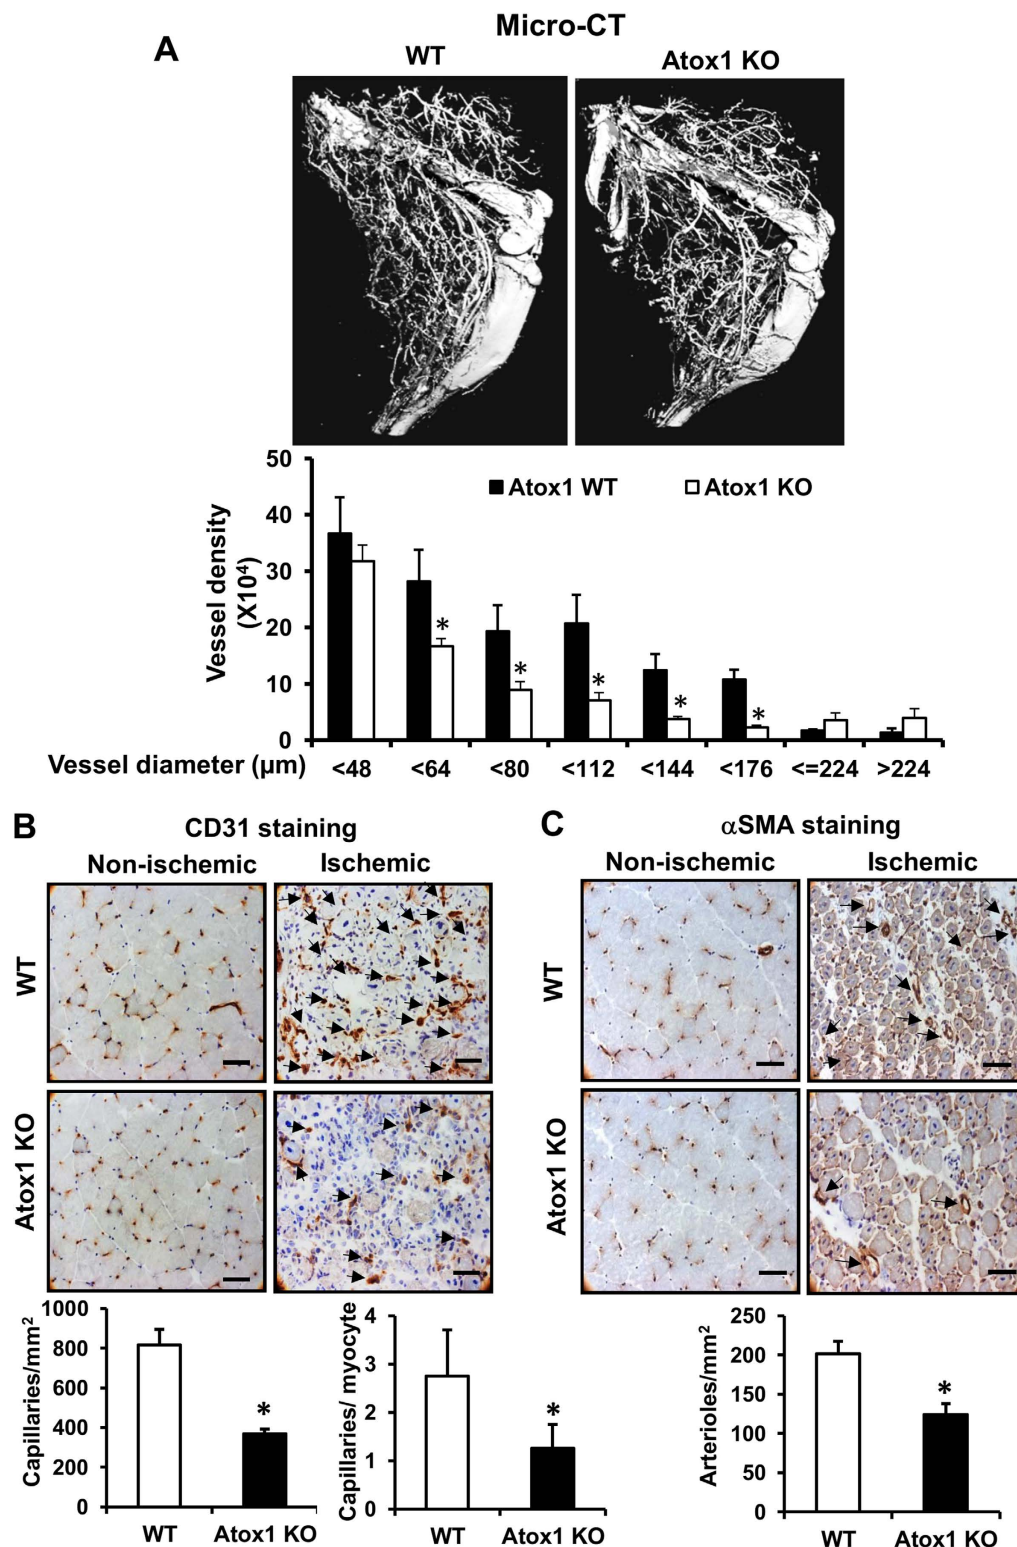 Micro-CT
A
WT
Atox1 KO
50
40
30
20
10
0
Vessel density
(X10⁴)
Atox1 WT
Atox1 KO
*
*
*
*
*
Vessel diameter (µm)
<48 <64 <80 <112 <144 <176 <=224 >224
B
CD31 staining
Non-ischemic
Ischemic
WT
Atox1 KO
1000
800
600
400
200
0
Capillaries/mm²
*
WT
Atox1 KO
4
3
2
1
0
Capillaries/ myocyte
*
WT
Atox1 KO
C
αSMA staining
Non-ischemic
Ischemic
WT
Atox1 KO
250
200
150
100
50
0
Arterioles/mm²
*
WT
Atox1 KO